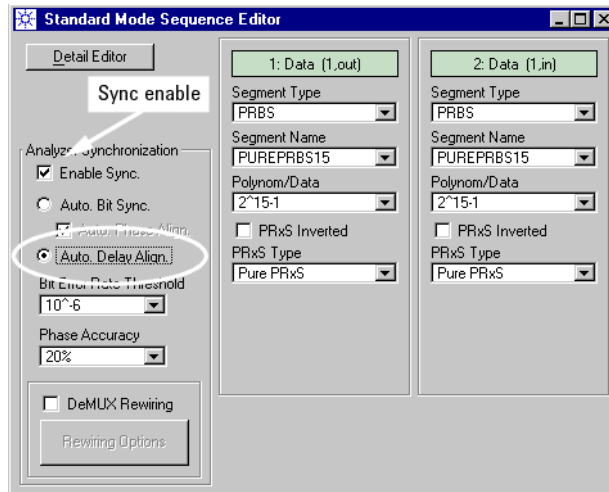 Standard Mode Sequence Editor
Detail Editor
Sync enable
Analyzer Synchronization
Enable Sync.
Auto. Bit Sync.
Auto. Phase Align.
Auto. Delay Align.
Bit Error Rate Threshold
10^-6
Phase Accuracy
20%
DeMUX Rewiring
Rewiring Options
1: Data (1,out)
Segment Type
PRBS
Segment Name
PUREPRBS15
Polynom/Data
2^15-1
PRxS Inverted
PRxS Type
Pure PRxS
2: Data (1,in)
Segment Type
PRBS
Segment Name
PUREPRBS15
Polynom/Data
2^15-1
PRxS Inverted
PRxS Type
Pure PRxS